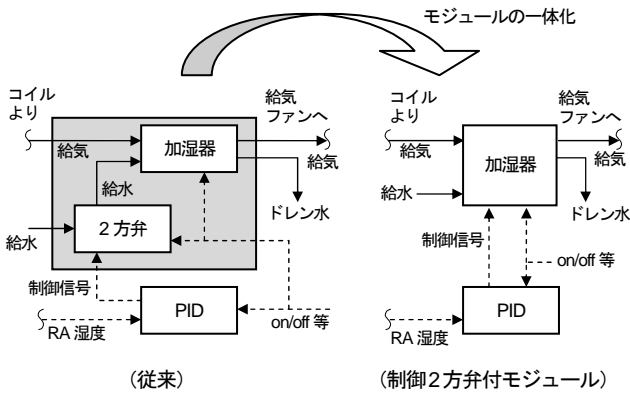 モジュールの一体化
コイル
より
給気
加湿器
給気
ファンへ
給気
給水
ドレン水
給水
2方弁
制御信号
PID
on/off 等
RA 湿度
(従来)
コイル
より
給気
加湿器
給気
ファンへ
給気
給水
ドレン水
制御信号
on/off 等
PID
RA 湿度
(制御2方弁付モジュール)